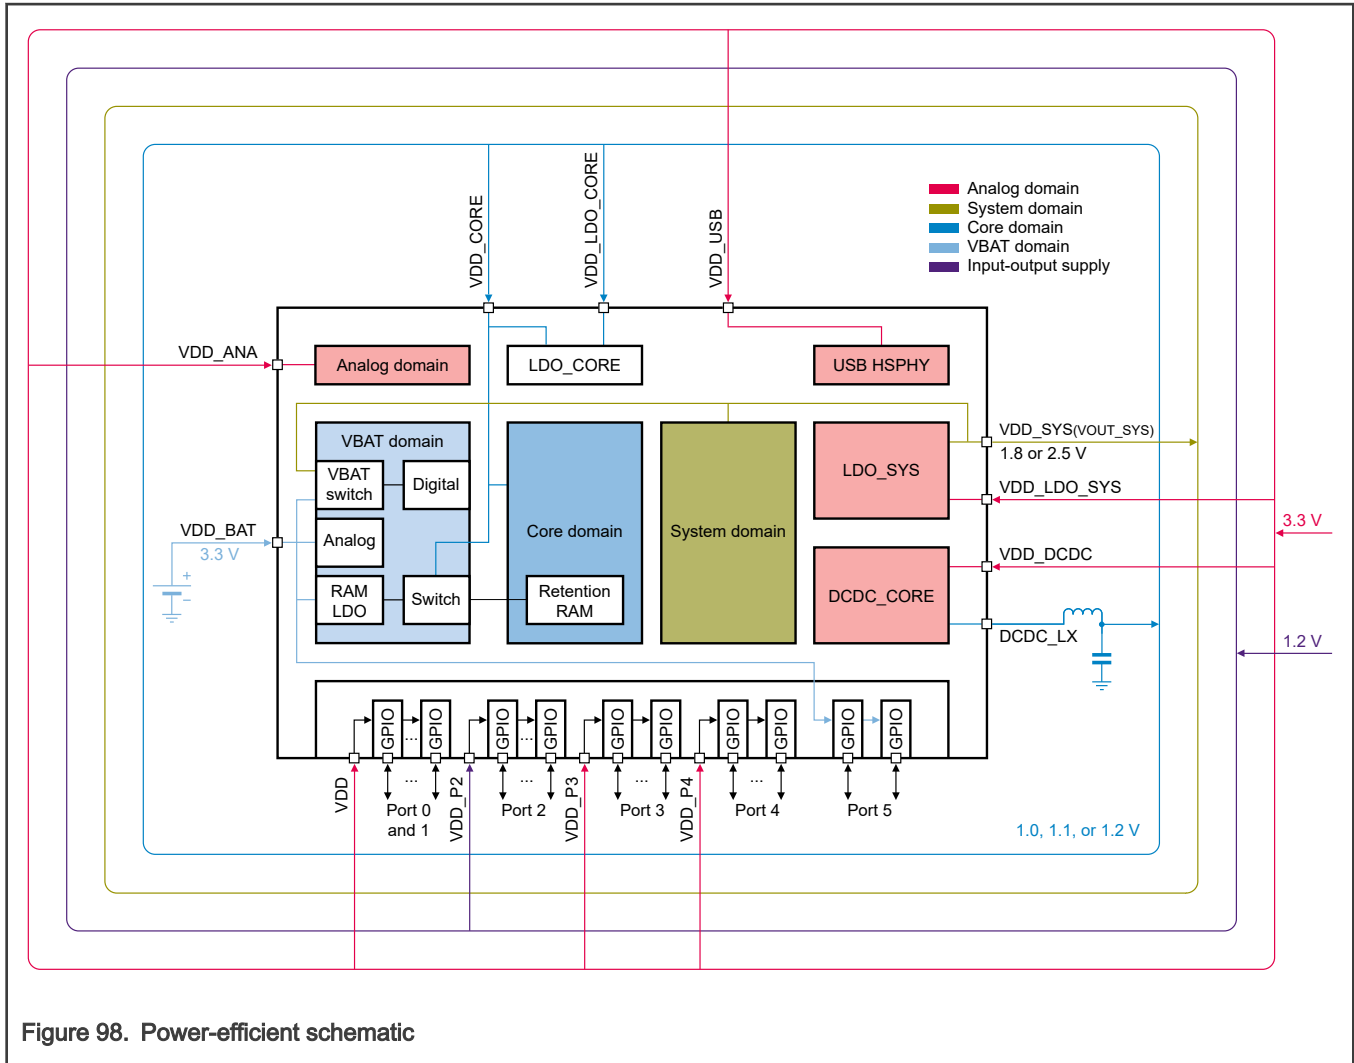 VDD_CORE
VDD_LDO_CORE
VDD_USB
Analog domain
System domain
Core domain
VBAT domain
Input-output supply
VDD_ANA
Analog domain
LDO_CORE
USB HSPHY
VBAT domain
VBAT
switch
Digital
Analog
RAM
LDO
Switch
Core domain
Retention
RAM
System domain
LDO_SYS
DCDC_CORE
VDD_BAT
3.3 V
+
−
VDD_SYS(VOUT_SYS)
1.8 or 2.5 V
VDD_LDO_SYS
3.3 V
VDD_DCDC
DCDC_LX
1.2 V
GPIO
...
GPIO
GPIO
...
GPIO
GPIO
GPIO
GPIO
GPIO
GPIO
GPIO
VDD
...
Port 0
and 1
VDD_P2
...
Port 2
VDD_P3
...
Port 3
VDD_P4
...
Port 4
Port 5
1.0, 1.1, or 1.2 V
Figure 98. Power-efficient schematic